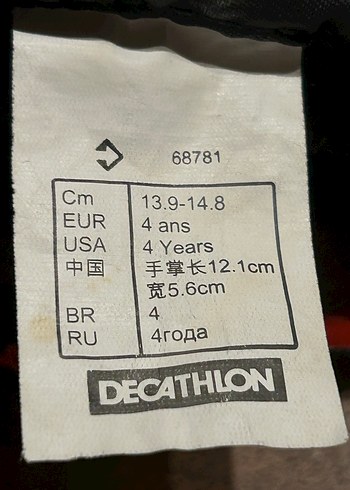 68781
Cm 13.9-14.8
EUR 4 ans
USA 4 Years
中国 手掌长12.1cm
宽5.6cm
BR 4
RU 4года
DECATHLON